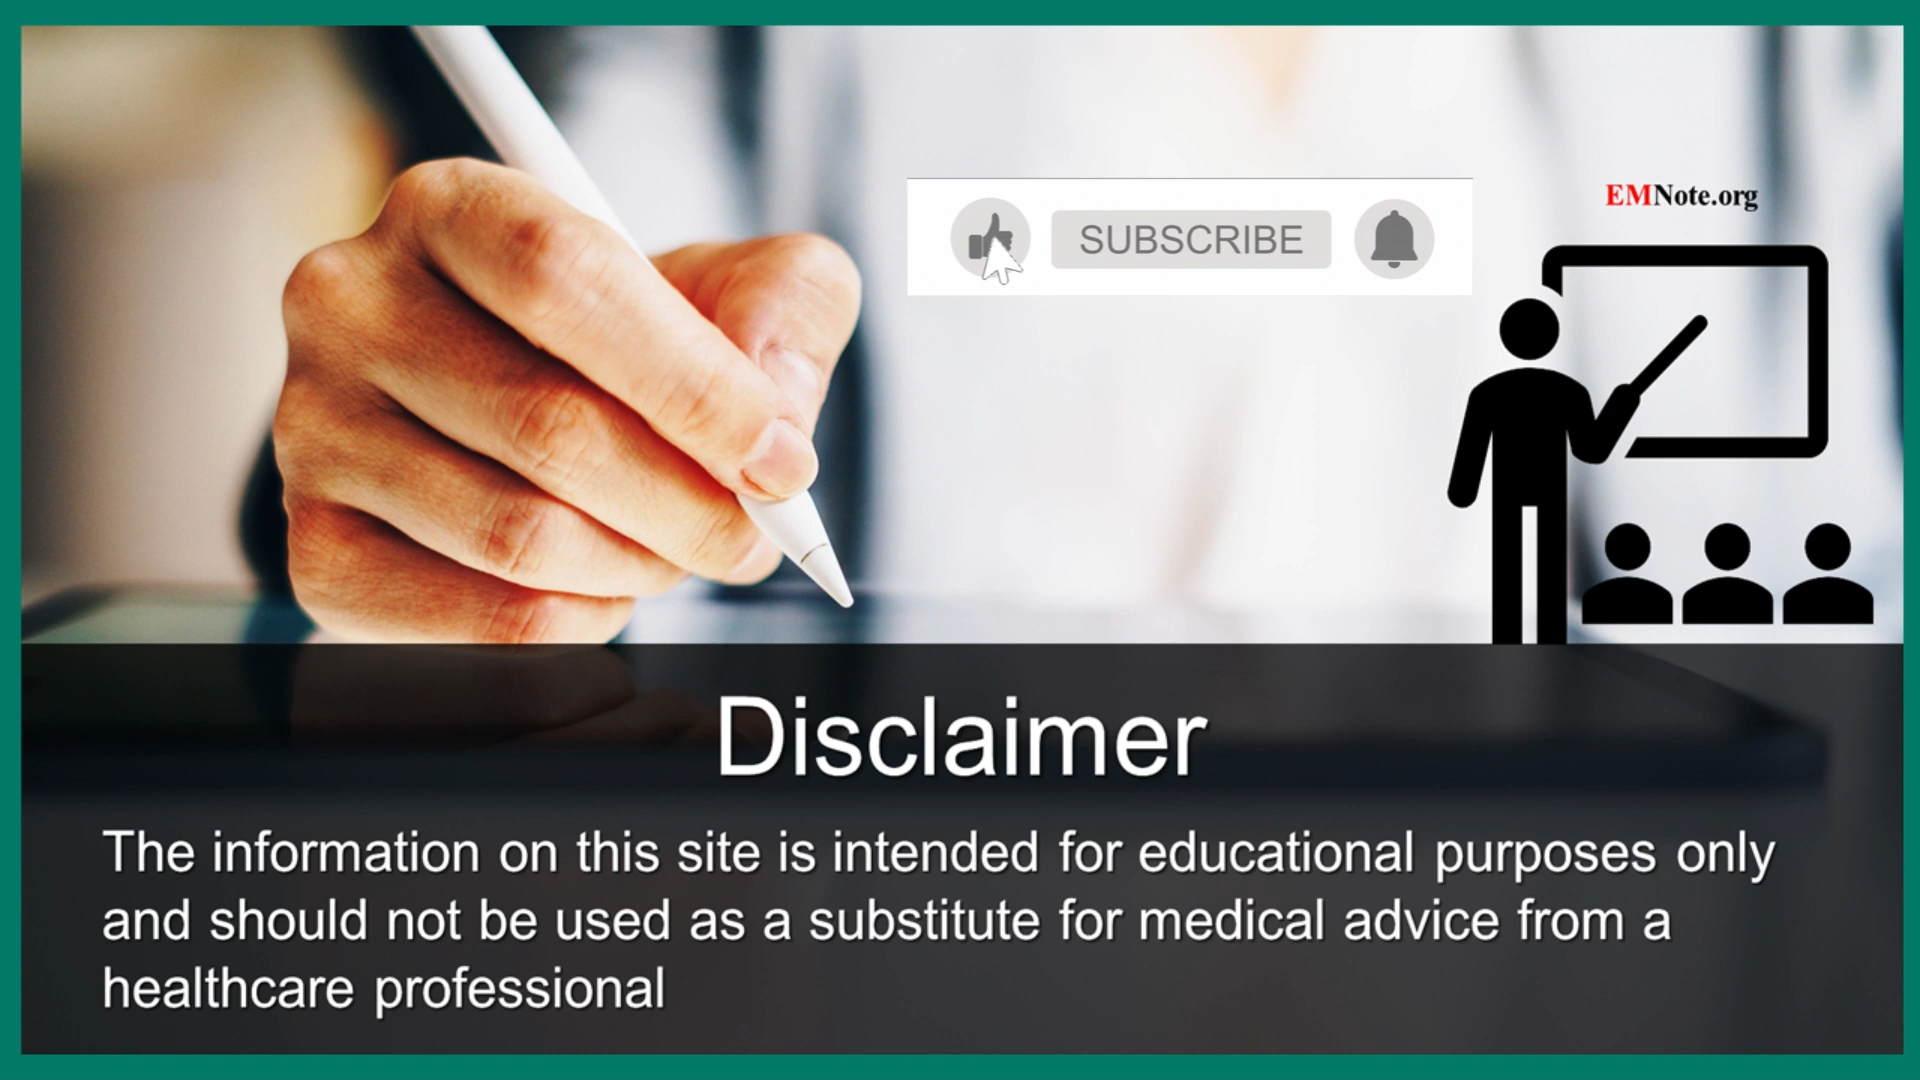 SUBSCRIBE
EMNote.org
Disclaimer
The information on this site is intended for educational purposes only
and should not be used as a substitute for medical advice from a
healthcare professional